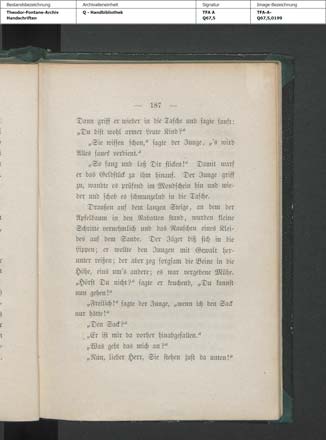 Bestandsbezeichnung Archivalieneinheit Signatur Image-Bezeichnung
Theodor-Fontane-Archiv Q - Handbibliothek TFA A TFA-A-
Handschriften Q67,5 Q67,5,0199
— 187 —
Dann griff er wieder in die Tasche und sagte sanft:
„Du bist wohl armer Leute Kind?“
„Sie wissen schon,“ sagte der Junge, „'s wird
Alles sauer verdient.“
„So fang und laß Dir flicken!“ Damit warf
er das Geldstück zu ihm hinauf. Der Junge griff
zu, wandte es prüfend im Mondschein hin und wie-
der und schob es schmunzelnd in die Tasche.
Draußen auf dem langen Steige, an dem der
Apfelbaum in den Rabatten stand, wurden kleine
Schritte vernehmlich und das Rauschen eines Klei-
des auf dem Sande. Der Jäger biß sich in die
Lippen; er wollte den Jungen mit Gewalt her-
unter reißen; der aber zog sorgsam die Beine in die
Höhe, eins um's andere; es war vergebene Mühe.
„Hörst Du nicht?“ sagte er keuchend, „Du kannst
nun gehen!“
„Freilich!“ sagte der Junge, „wenn ich den Sack
nur hätte!“
„Den Sack?“
„Er ist mir da vorher hinabgefallen.“
„Was geht das mich an?“
„Nun, lieber Herr, Sie stehen just da unten!“